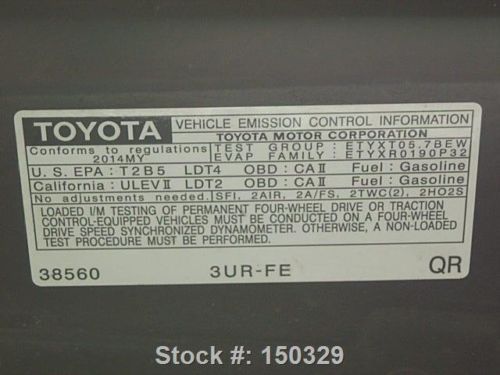 TOYOTA VEHICLE EMISSION CONTROL INFORMATION
TOYOTA MOTOR CORPORATION
Conforms to regulations TEST GROUP : ETYXT05.7BEW
2014MY EVAP FAMILY : ETYXR0190P32
U. S. EPA : T2B5 LDT4 OBD : CAⅡ Fuel : Gasoline
California : ULEVⅡ LDT2 OBD : CAⅡ Fuel : Gasoline
No adjustments needed. SFI, 2AIR, 2A/FS, 2TWC(2), 2HO2S
LOADED I/M TESTING OF PERMANENT FOUR-WHEEL DRIVE OR TRACTION
CONTROL-EQUIPPED VEHICLES MUST BE CONDUCTED ON A FOUR-WHEEL
DRIVE SPEED SYNCHRONIZED DYNAMOMETER. OTHERWISE, A NON-LOADED
TEST PROCEDURE MUST BE PERFORMED.
38560 3UR-FE QR
Stock #: 150329